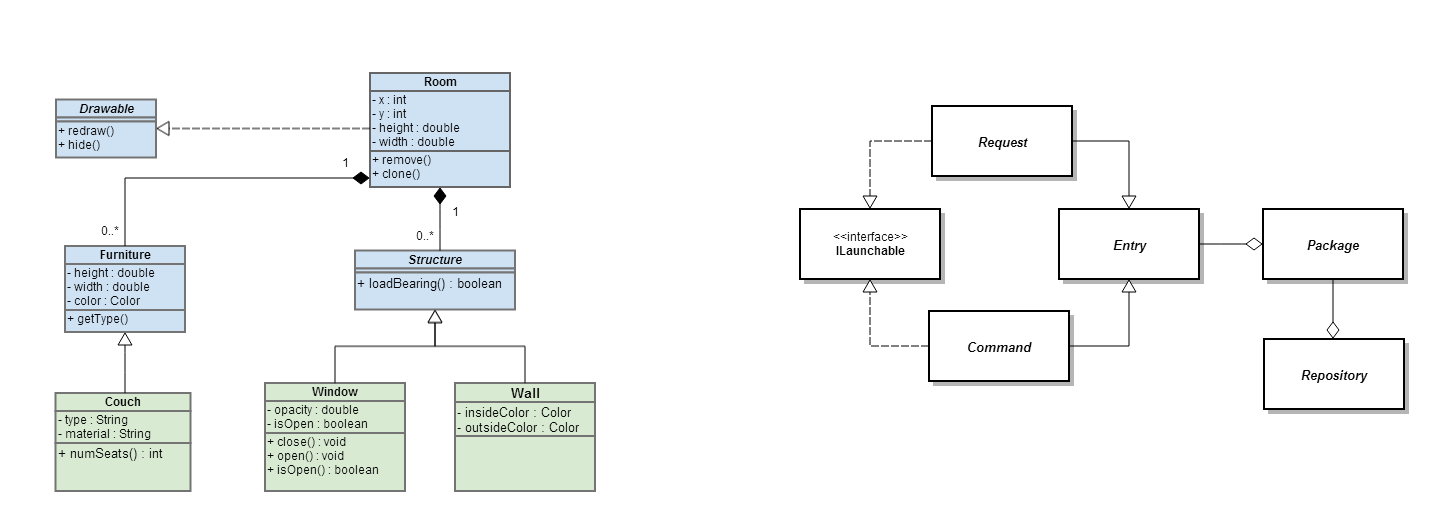 Room
- x : int
- y : int
- height : double
- width : double
+ remove()
+ clone()
Drawable
+ redraw()
+ hide()
1
0..*
1
0..*
Furniture
- height : double
- width : double
- color : Color
+ getType()
Structure
+ loadBearing() : boolean
Couch
- type : String
- material : String
+ numSeats() : int
Window
- opacity : double
- isOpen : boolean
+ close() : void
+ open() : void
+ isOpen() : boolean
Wall
- insideColor : Color
- outsideColor : Color
Request
<<interface>>
ILaunchable
Entry
Package
Command
Repository